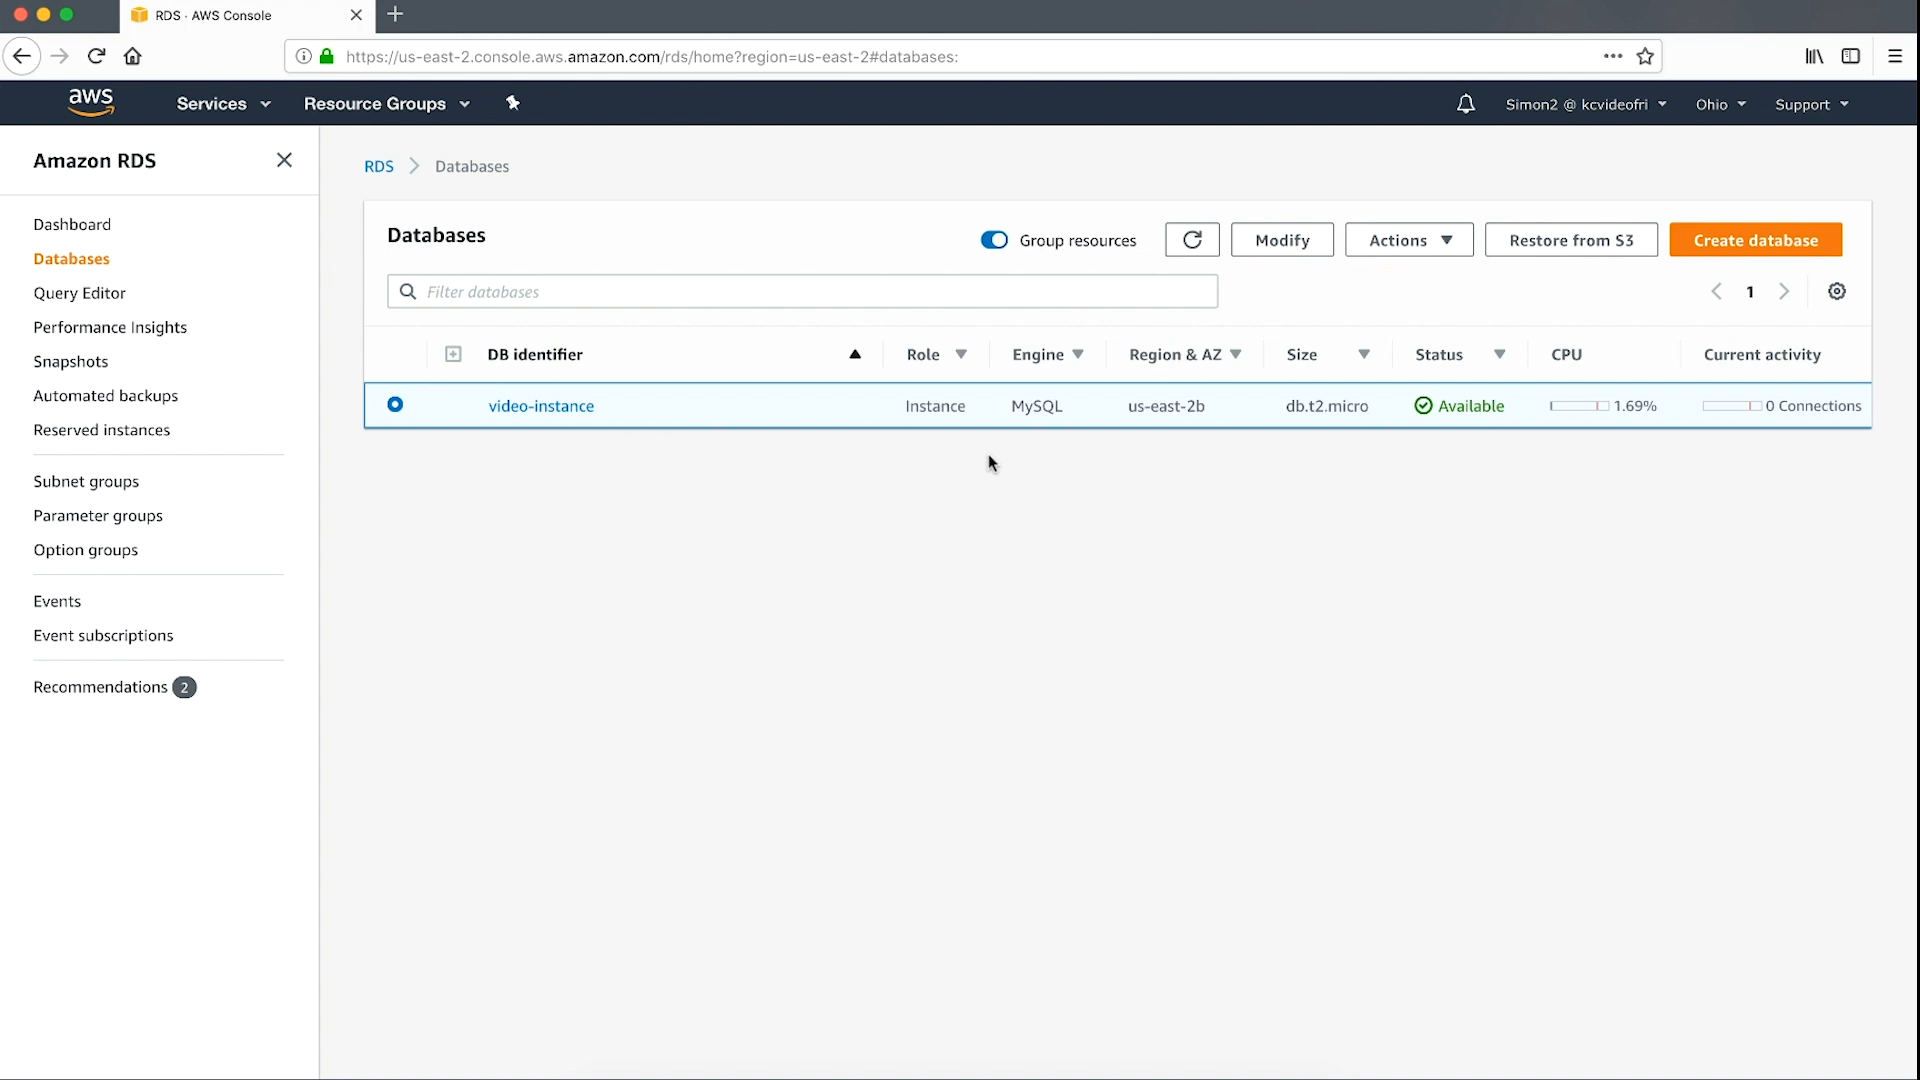 RDS · AWS Console
https://us-east-2.console.aws.amazon.com/rds/home?region=us-east-2#databases:
aws Services Resource Groups Simon2 @ kcvideofri Ohio Support
Amazon RDS
Dashboard
Databases
Query Editor
Performance Insights
Snapshots
Automated backups
Reserved instances
Subnet groups
Parameter groups
Option groups
Events
Event subscriptions
Recommendations 2
RDS Databases
Databases Group resources Modify Actions Restore from S3 Create database
Filter databases 1
DB identifier Role Engine Region & AZ Size Status CPU Current activity
video-instance Instance MySQL us-east-2b db.t2.micro Available 1.69% 0 Connections